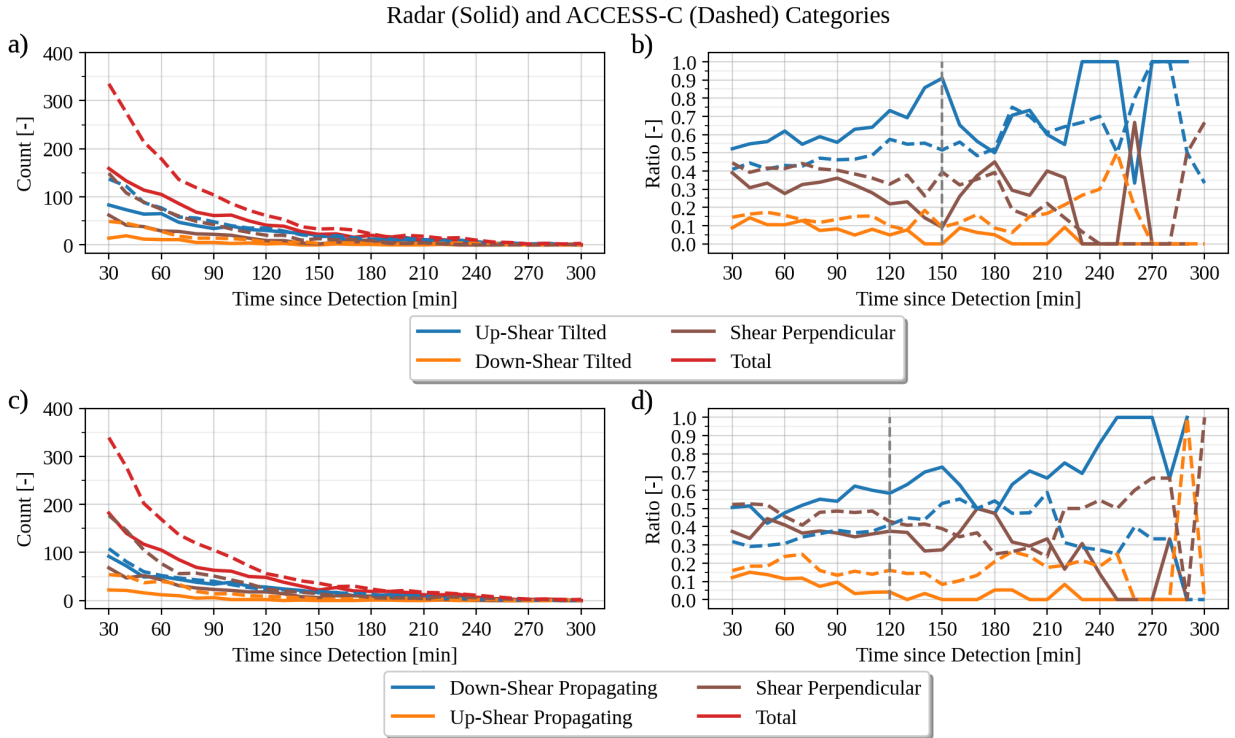 Radar (Solid) and ACCESS-C (Dashed) Categories
a)
400
300
200
100
0
Count [-]
30 60 90 120 150 180 210 240 270 300
Time since Detection [min]
b)
1.0
0.9
0.8
0.7
0.6
0.5
0.4
0.3
0.2
0.1
0.0
Ratio [-]
30 60 90 120 150 180 210 240 270 300
Time since Detection [min]
Up-Shear Tilted
Down-Shear Tilted
Shear Perpendicular
Total
c)
400
300
200
100
0
Count [-]
30 60 90 120 150 180 210 240 270 300
Time since Detection [min]
d)
1.0
0.9
0.8
0.7
0.6
0.5
0.4
0.3
0.2
0.1
0.0
Ratio [-]
30 60 90 120 150 180 210 240 270 300
Time since Detection [min]
Down-Shear Propagating
Up-Shear Propagating
Shear Perpendicular
Total